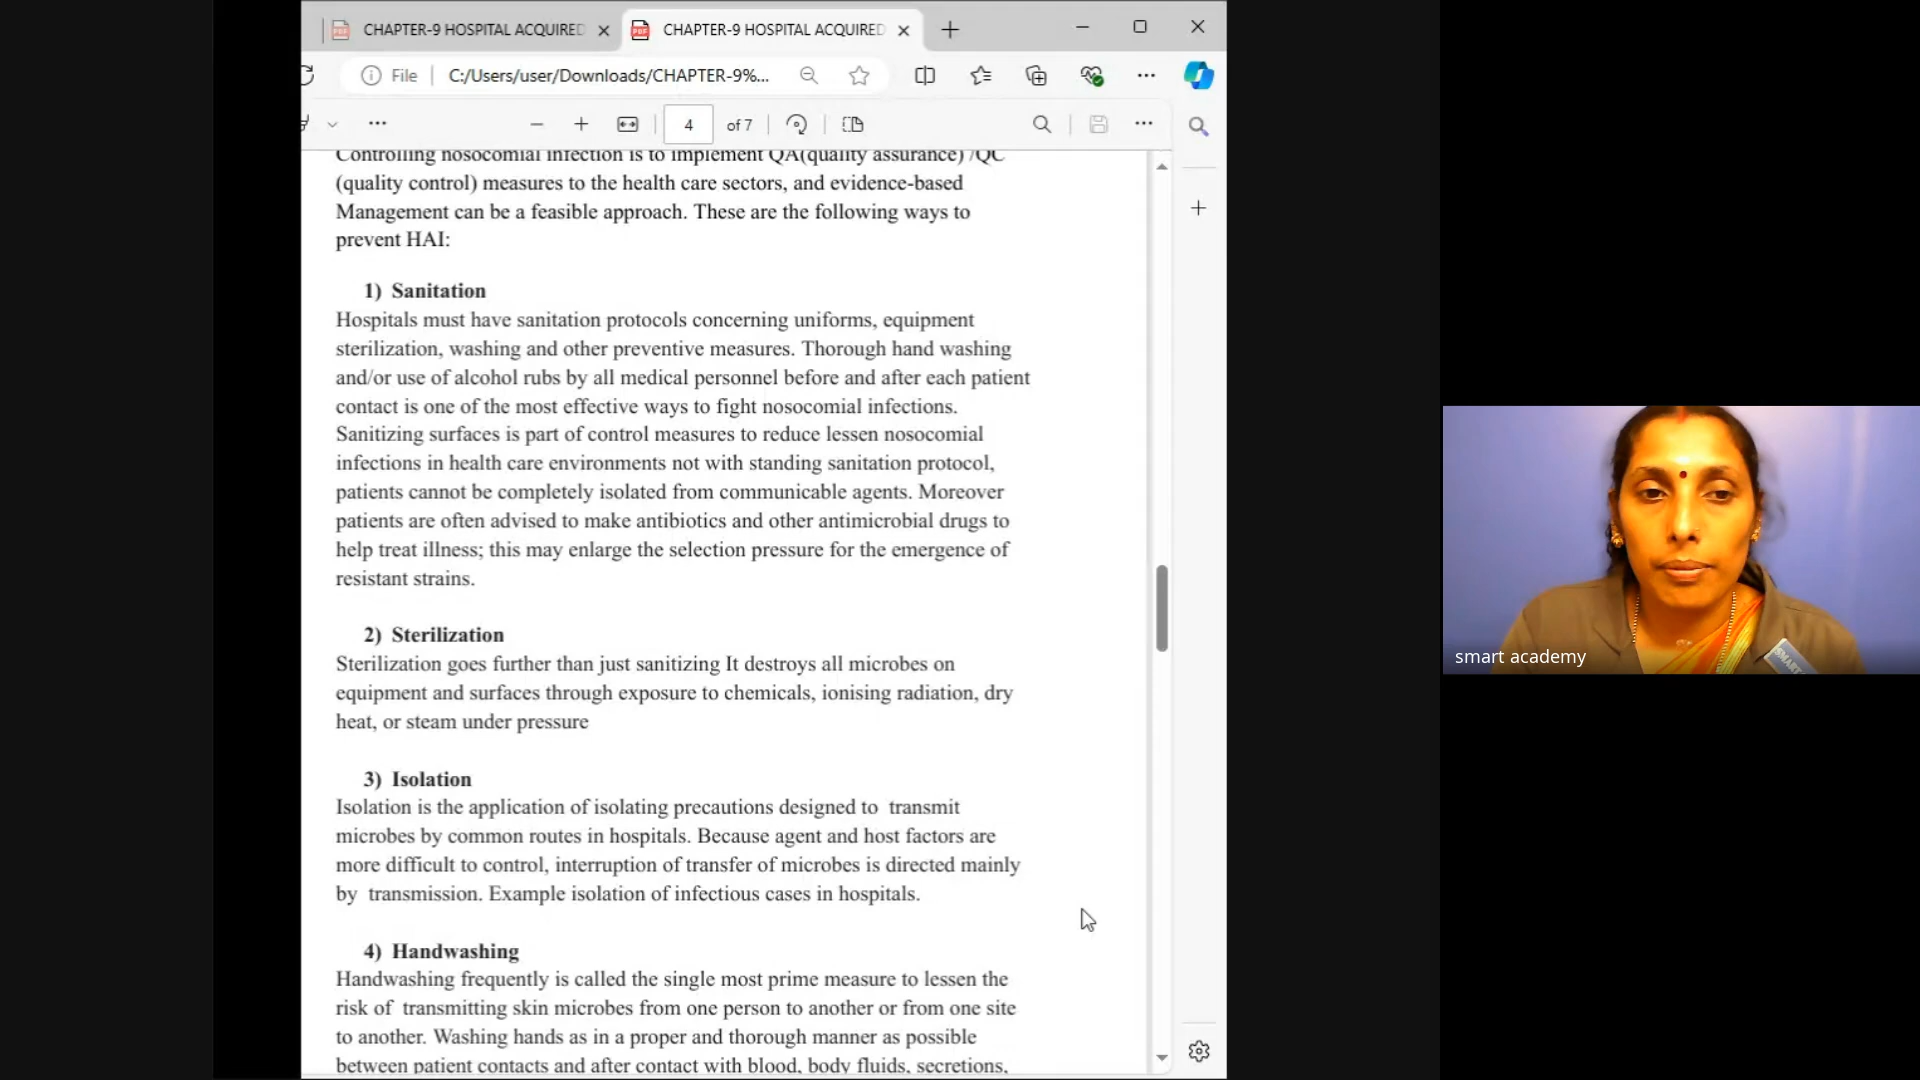 CHAPTER-9 HOSPITAL ACQUIRED
CHAPTER-9 HOSPITAL ACQUIRED
File
C:/Users/user/Downloads/CHAPTER-9%...
4 of 7
Controlling nosocomial infection is to implement QA(quality assurance) /QC
(quality control) measures to the health care sectors, and evidence-based
Management can be a feasible approach. These are the following ways to
prevent HAI:
1) Sanitation
Hospitals must have sanitation protocols concerning uniforms, equipment
sterilization, washing and other preventive measures. Thorough hand washing
and/or use of alcohol rubs by all medical personnel before and after each patient
contact is one of the most effective ways to fight nosocomial infections.
Sanitizing surfaces is part of control measures to reduce lessen nosocomial
infections in health care environments not with standing sanitation protocol,
patients cannot be completely isolated from communicable agents. Moreover
patients are often advised to make antibiotics and other antimicrobial drugs to
help treat illness; this may enlarge the selection pressure for the emergence of
resistant strains.
2) Sterilization
Sterilization goes further than just sanitizing It destroys all microbes on
equipment and surfaces through exposure to chemicals, ionising radiation, dry
heat, or steam under pressure
3) Isolation
Isolation is the application of isolating precautions designed to transmit
microbes by common routes in hospitals. Because agent and host factors are
more difficult to control, interruption of transfer of microbes is directed mainly
by transmission. Example isolation of infectious cases in hospitals.
4) Handwashing
Handwashing frequently is called the single most prime measure to lessen the
risk of transmitting skin microbes from one person to another or from one site
to another. Washing hands as in a proper and thorough manner as possible
between patient contacts and after contact with blood, body fluids, secretions,
smart academy
SMART